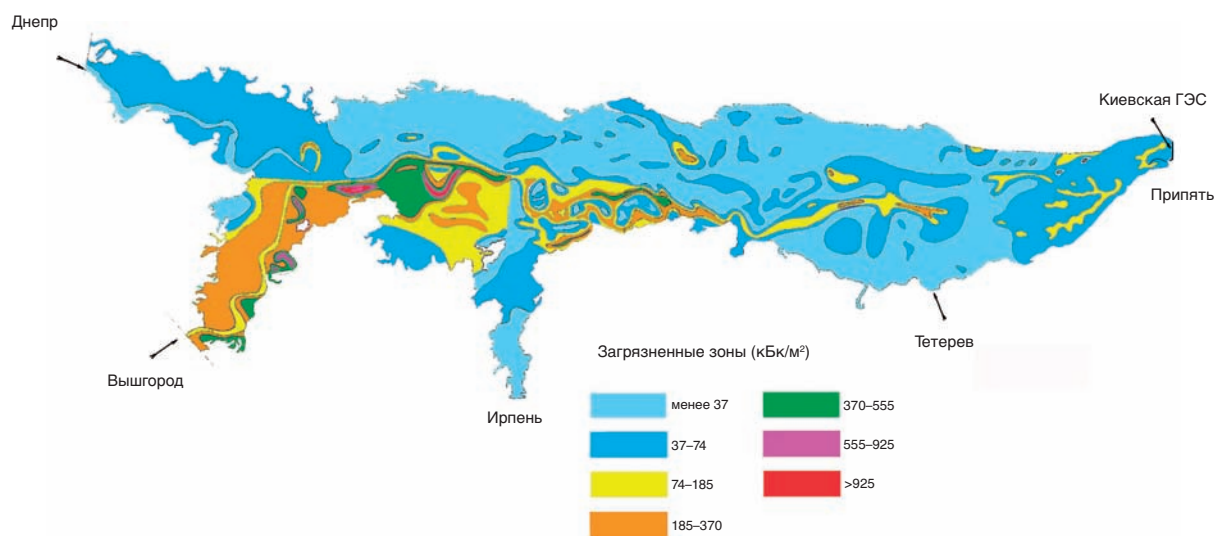 Днепр
Киевская ГЭС
Припять
Тетерев
Вышгород
Ирпень
Загрязненные зоны (кБк/м²)
менее 37
37–74
74–185
185–370
370–555
555–925
>925